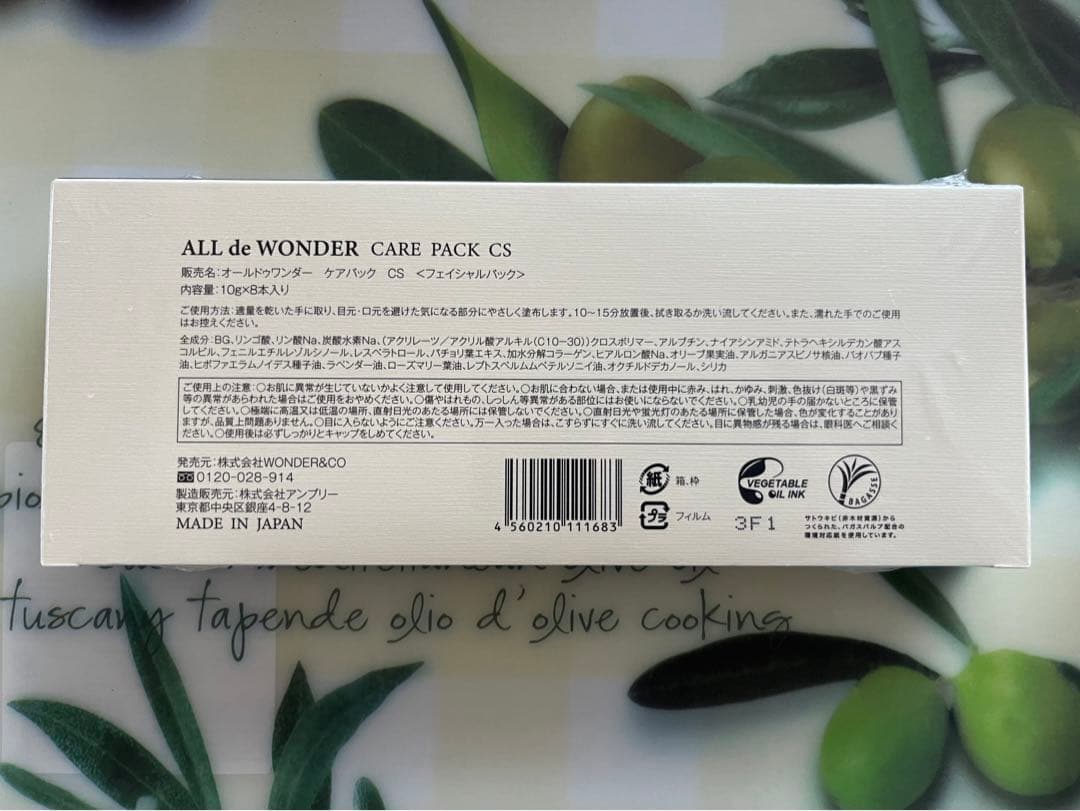 ALL de WONDER CARE PACK CS
販売名：オールドゥワンダー ケアパック CS ＜フェイシャルパック＞
内容量：10g×8本入り
ご使用方法：適量を乾いた手に取り、目元・口元を避けた気になる部分にやさしく塗布します。10〜15分放置後、拭き取るか洗い流してください。また、濡れた手でのご使用
はお控えください。
全成分：BG、リンゴ酸、リン酸Na、炭酸水素Na、（アクリレーツ／アクリル酸アルキル（C10-30））クロスポリマー、アルブチン、ナイアシンアミド、テトラヘキシルデカン酸アス
コルビル、フェニルエチルレゾルシノール、レスベラトロール、パチョリ葉エキス、加水分解コラーゲン、ヒアルロン酸Na、オリーブ果実油、アルガニアスピノサ核油、バオバブ種子
油、ヒポファエラムノイデス種子油、ラベンダー油、ローズマリー葉油、レプトスペルムムペテルソニイ油、オクチルドデカノール、シリカ
ご使用上の注意：○お肌に異常が生じていないかよく注意して使用してください。○お肌に合わない場合、または使用中に赤み、はれ、かゆみ、刺激、色抜け（白斑等）や黒ずみ
等の異常があらわれた場合はご使用をおやめください。○傷やはれもの、しっしん等異常がある部位にはお使いにならないでください。○乳幼児の手の届かないところに保管
してください。○極端に高温又は低温の場所、直射日光のあたる場所には保管しないでください。○直射日光や蛍光灯のあたる場所に保管した場合、色が変化することがあり
ますが、品質上問題ありません。○目に入らないようにご注意ください。万一入った場合は、こすらずにすぐに洗い流してください。目に異物感が残る場合は、眼科医へご相談く
ださい。○使用後は必ずしっかりとキャップをしめてください。
発売元：株式会社WONDER&CO
0120-028-914
製造販売元：株式会社アンプリー
東京都中央区銀座4-8-12
MADE IN JAPAN
4 560210 111683
紙 箱、枠
プラ フィルム
VEGETABLE
OIL INK
3F1
BAGASSE
サトウキビ（非木材資源）から
つくられた、バガスパルプ配合の
環境対応紙を使用しています。
tuscany tapende olio d'olive cooking